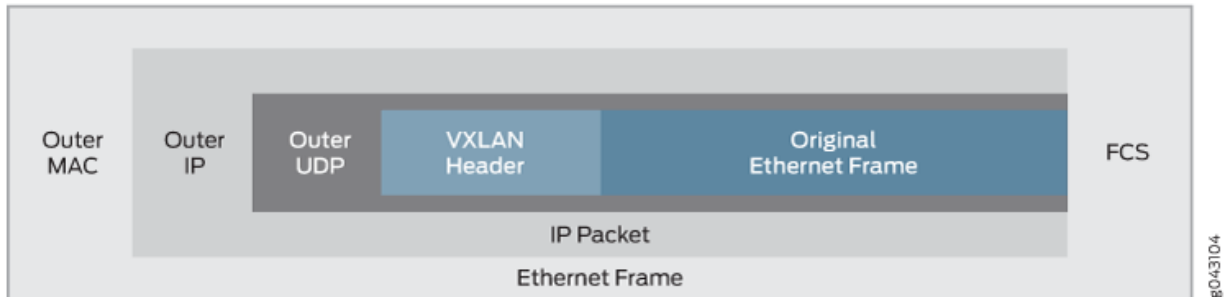 Outer
MAC
Outer
IP
Outer
UDP
VXLAN
Header
Original
Ethernet Frame
FCS
IP Packet
Ethernet Frame
g043104